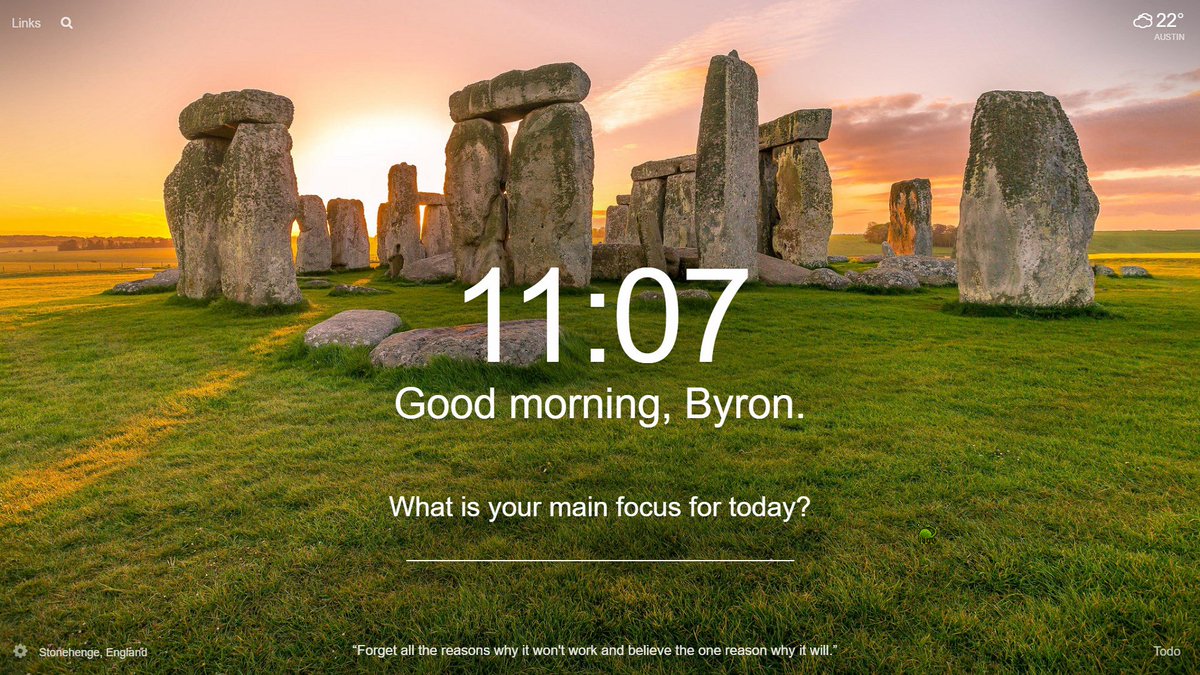 Links
22°
AUSTIN
11:07
Good morning, Byron.
What is your main focus for today?
Stonehenge, England
“Forget all the reasons why it won't work and believe the one reason why it will.”
Todo